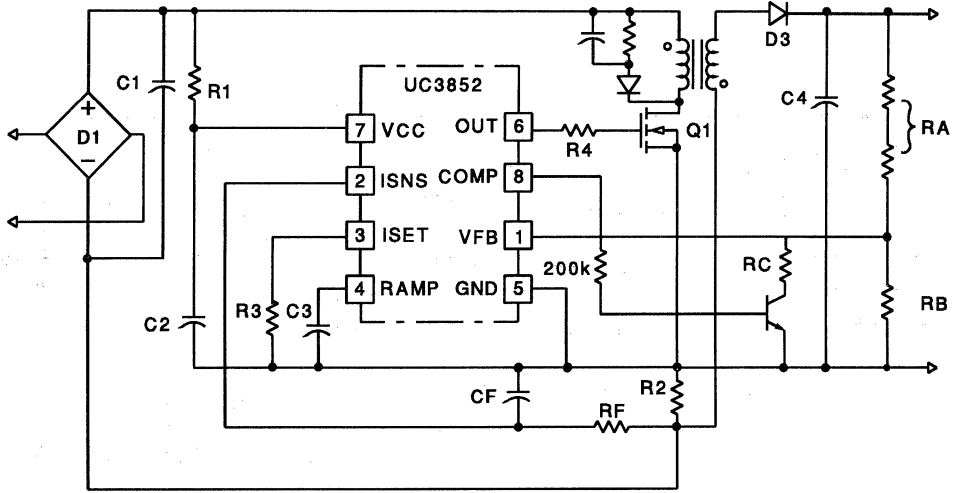 D3
C1
R1
UC3852
C4
+
D1
−
7 VCC
OUT 6
R4
Q1
RA
2 ISNS
COMP 8
3 ISET
VFB 1
200k
RC
4 RAMP
GND 5
R3
C3
C2
RB
CF
R2
RF